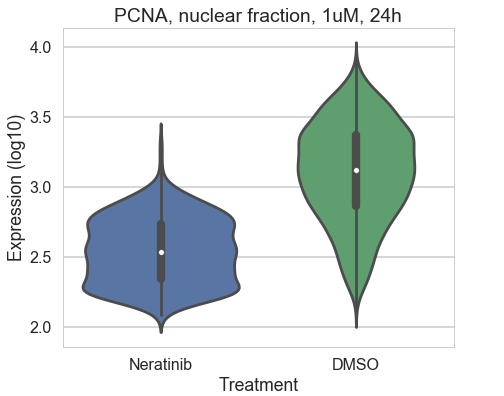 PCNA, nuclear fraction, 1uM, 24h
Expression (log10)
4.0
3.5
3.0
2.5
2.0
Neratinib DMSO
Treatment